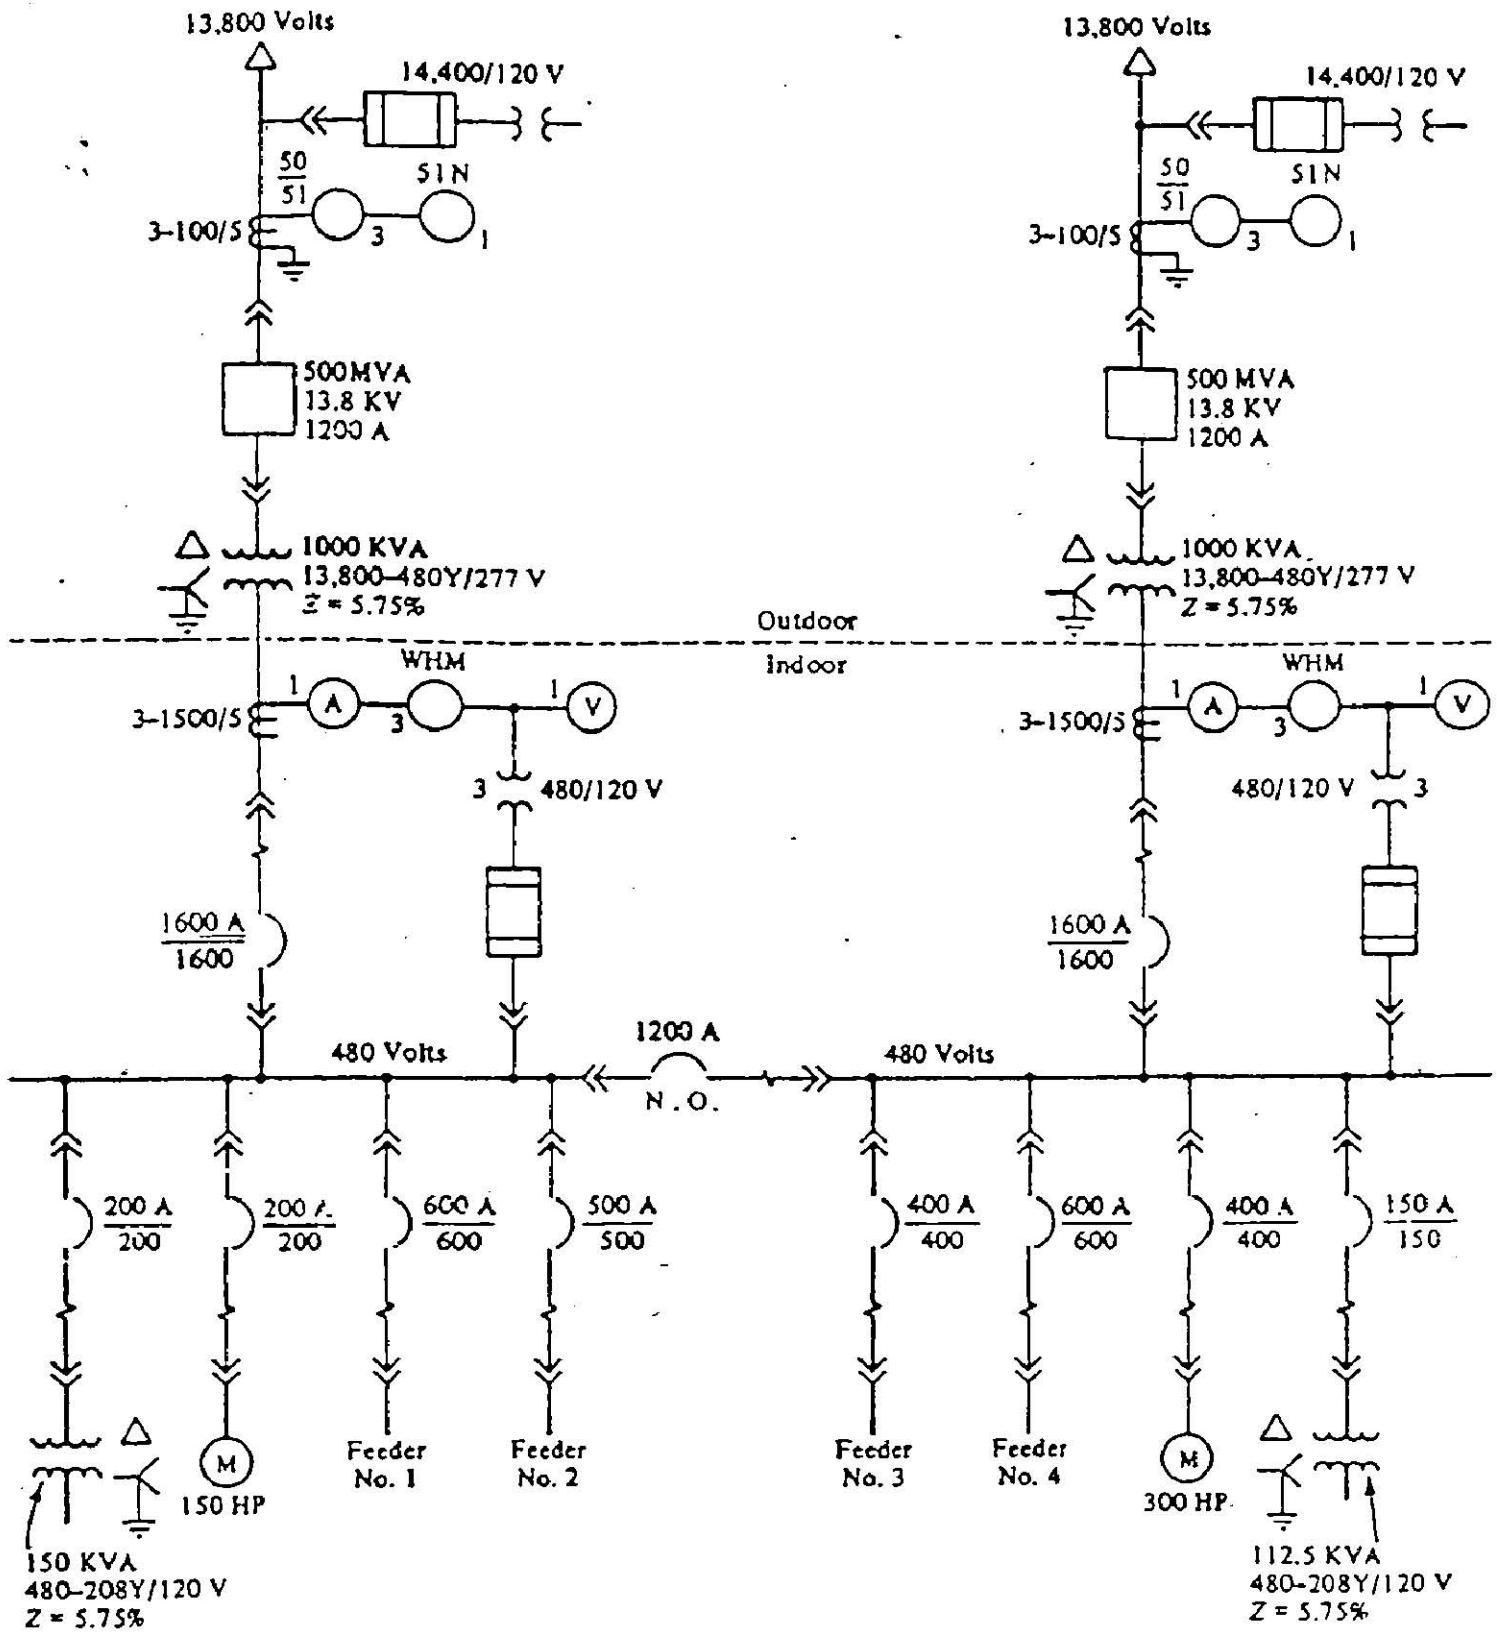 13,800 Volts
13,800 Volts
14,400/120 V
14,400/120 V
50
51
51N
3-100/5
3
1
50
51
51N
3-100/5
3
1
500MVA
13.8 KV
1200 A
500 MVA
13.8 KV
1200 A
1000 KVA
13,800-480Y/277 V
Z = 5.75%
1000 KVA
13,800-480Y/277 V
Z = 5.75%
Outdoor
Indoor
WHM
1
A
3
1
V
3-1500/5
WHM
1
A
3
1
V
3-1500/5
3
480/120 V
480/120 V
3
1600 A
1600
1600 A
1600
480 Volts
1200 A
N.O.
480 Volts
200 A
200
200 A
200
600 A
600
500 A
500
400 A
400
600 A
600
400 A
400
150 A
150
M
150 HP
Feeder
No. 1
Feeder
No. 2
Feeder
No. 3
Feeder
No. 4
M
300 HP
150 KVA
480-208Y/120 V
Z = 5.75%
112.5 KVA
480-208Y/120 V
Z = 5.75%